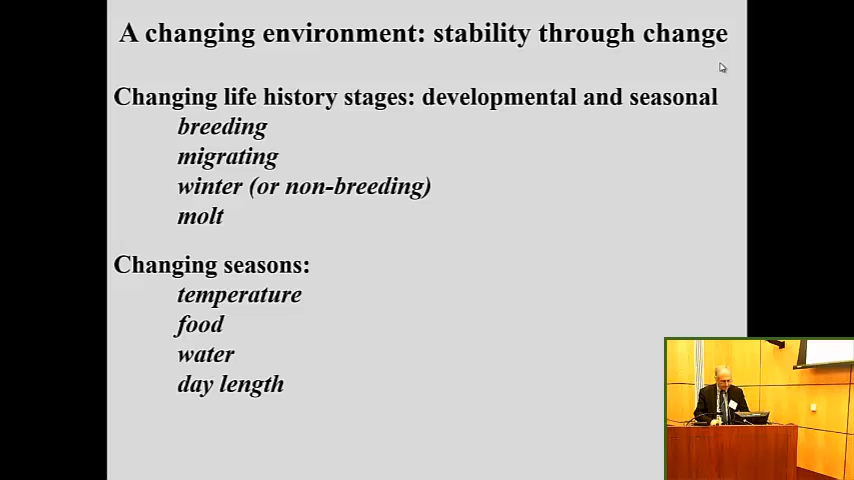 A changing environment: stability through change
Changing life history stages: developmental and seasonal
breeding
migrating
winter (or non-breeding)
molt
Changing seasons:
temperature
food
water
day length